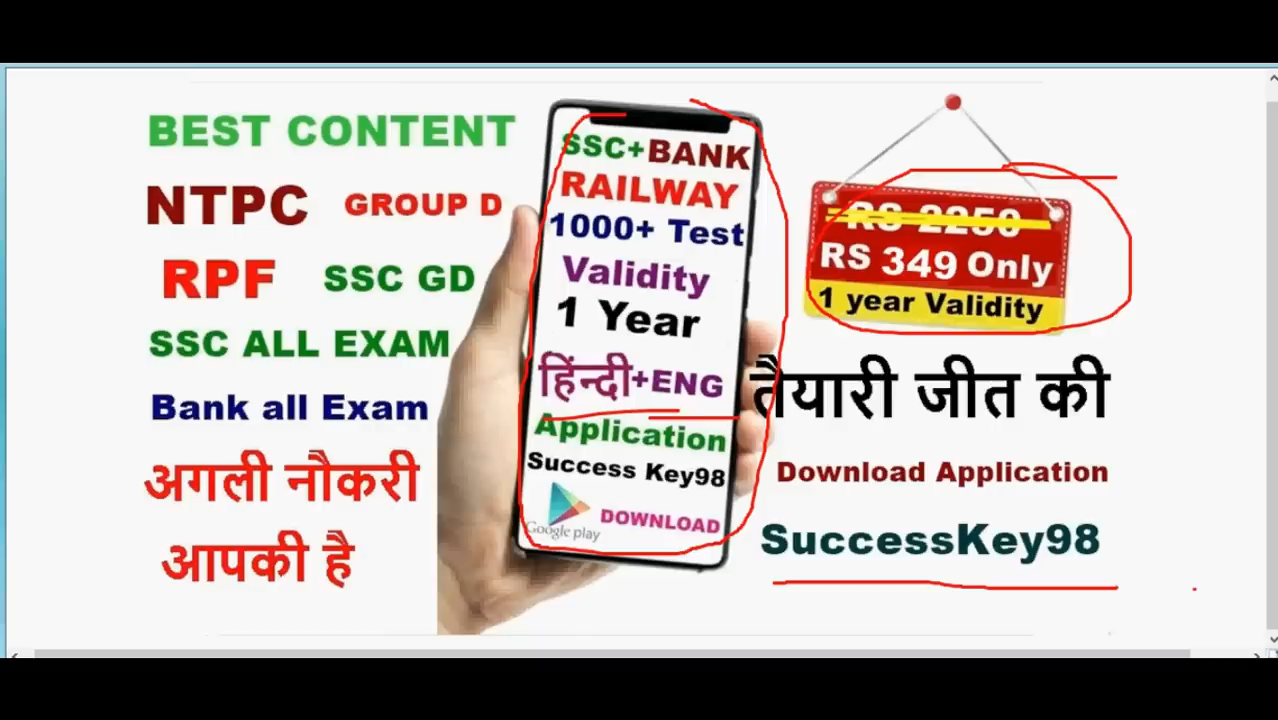 BEST CONTENT
NTPC GROUP D
RPF SSC GD
SSC ALL EXAM
Bank all Exam
अगली नौकरी
आपकी है
SSC+BANK
RAILWAY
1000+ Test
Validity
1 Year
हिंन्दी+ENG
Application
Success Key98
Google play
DOWNLOAD
RS 2250
RS 349 Only
1 year Validity
तैयारी जीत की
Download Application
SuccessKey98